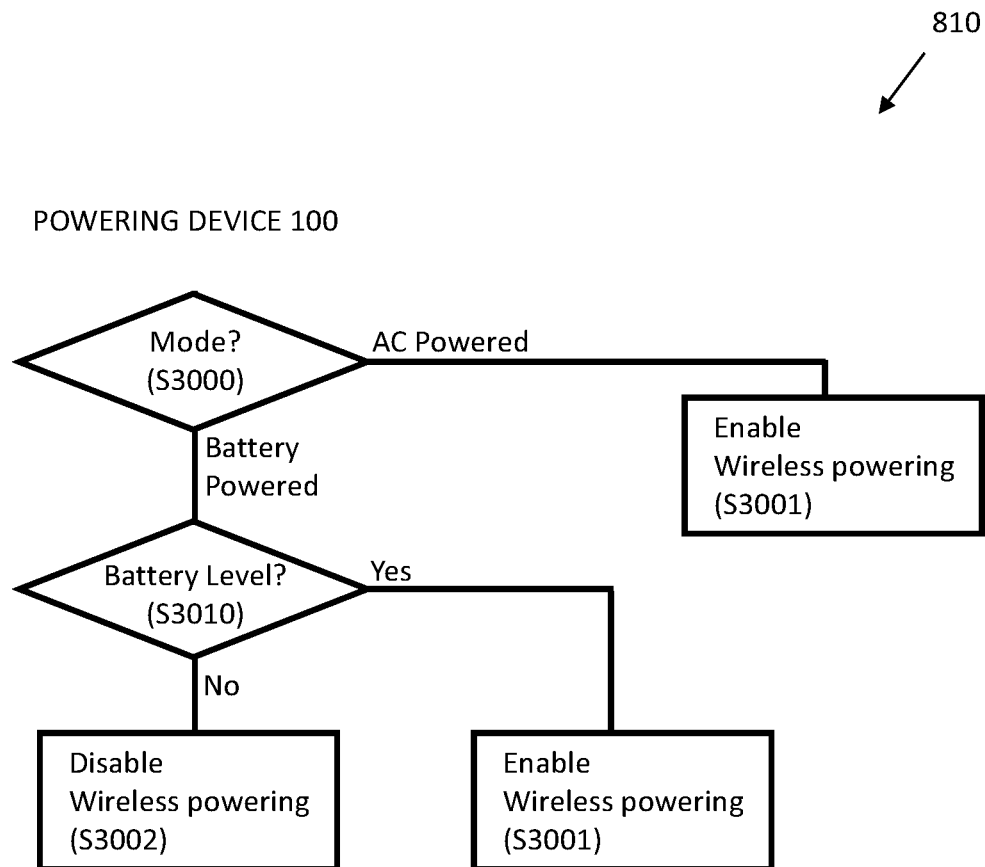 810
POWERING DEVICE 100
Mode?
(S3000)
AC Powered
Enable
Wireless powering
(S3001)
Battery
Powered
Battery Level?
(S3010)
Yes
No
Disable
Wireless powering
(S3002)
Enable
Wireless powering
(S3001)